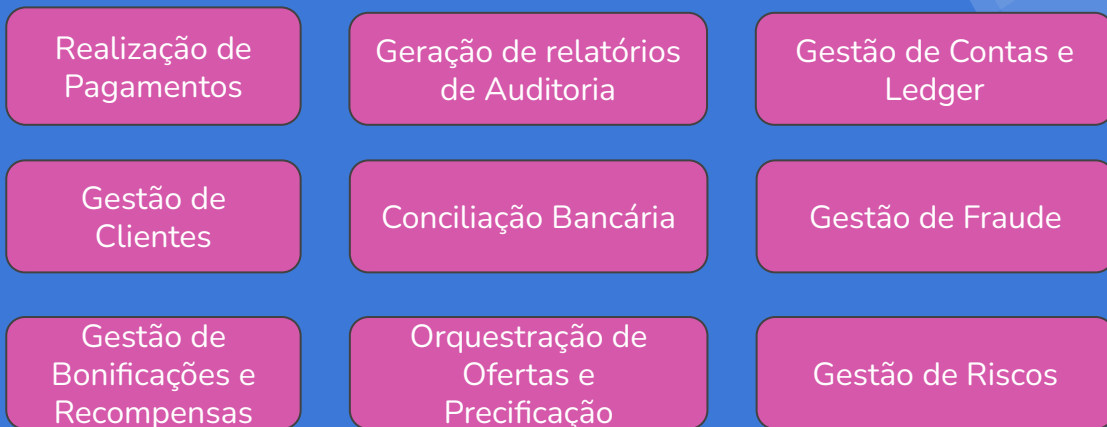 Realização de
Pagamentos
Geração de relatórios
de Auditoria
Gestão de Contas e
Ledger
Gestão de
Clientes
Conciliação Bancária
Gestão de Fraude
Gestão de
Bonificações e
Recompensas
Orquestração de
Ofertas e
Precificação
Gestão de Riscos